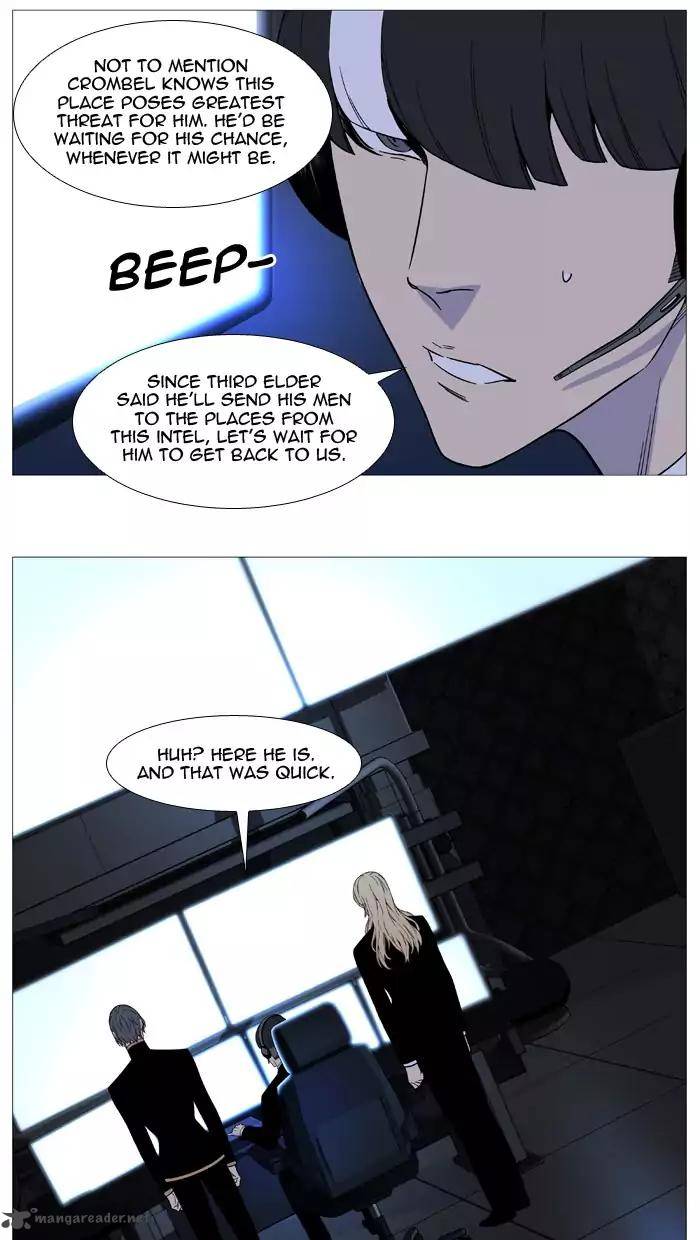 NOT TO MENTION
CROMBEL KNOWS THIS
PLACE POSES GREATEST
THREAT FOR HIM. HE'D BE
WAITING FOR HIS CHANCE,
WHENEVER IT MIGHT BE.
BEEP-
SINCE THIRD ELDER
SAID HE'LL SEND HIS MEN
TO THE PLACES FROM
THIS INTEL, LET'S WAIT FOR
HIM TO GET BACK TO US.
HUH? HERE HE IS.
AND THAT WAS QUICK.
mangareader.net